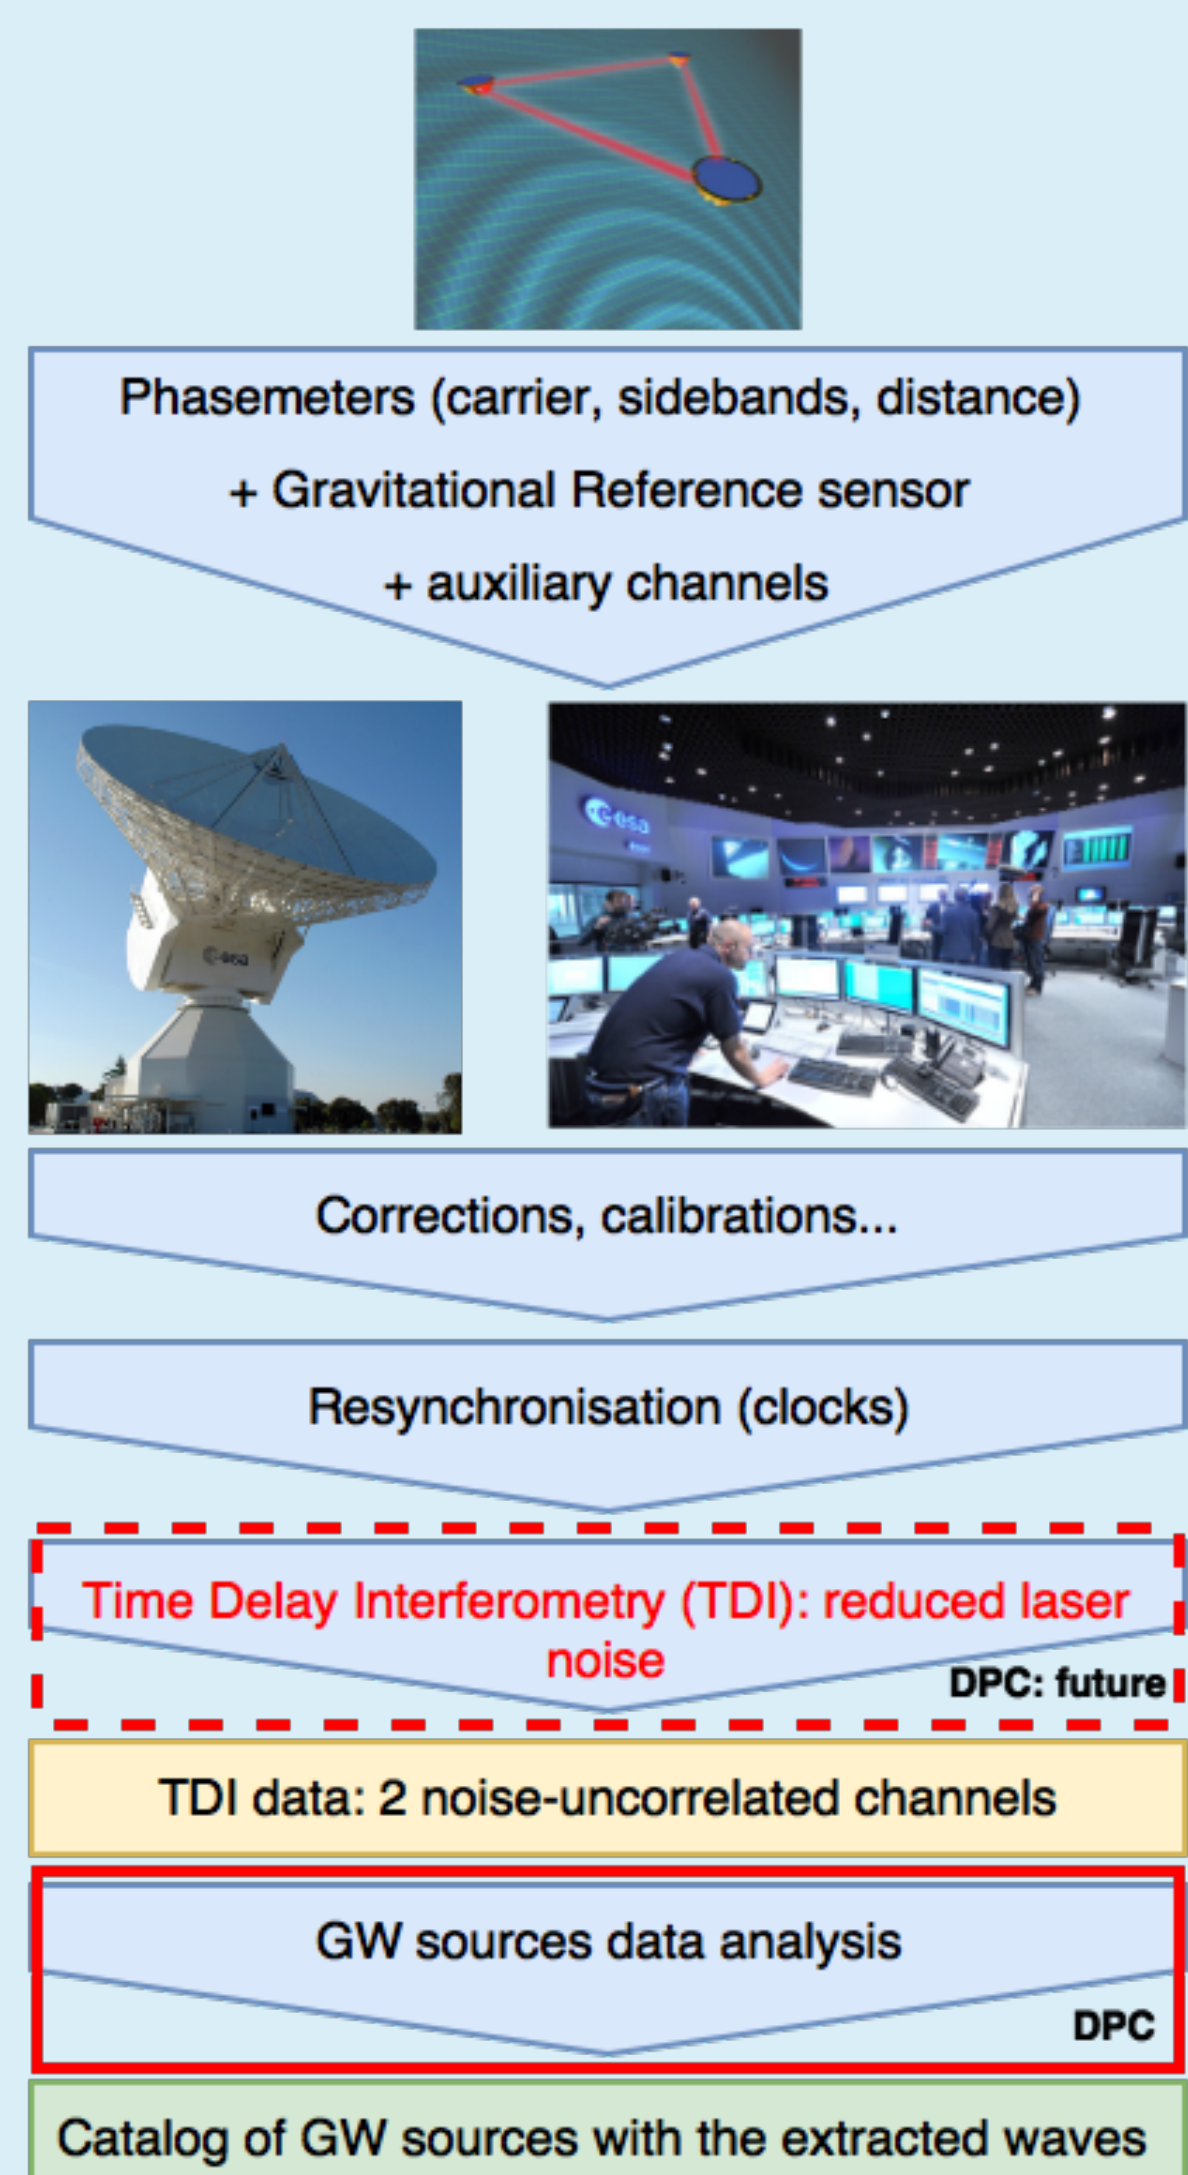 Phasemeters (carrier, sidebands, distance)
+ Gravitational Reference sensor
+ auxiliary channels
esa
esa
Corrections, calibrations...
Resynchronisation (clocks)
Time Delay Interferometry (TDI): reduced laser
noise
DPC: future
TDI data: 2 noise-uncorrelated channels
GW sources data analysis
DPC
Catalog of GW sources with the extracted waves